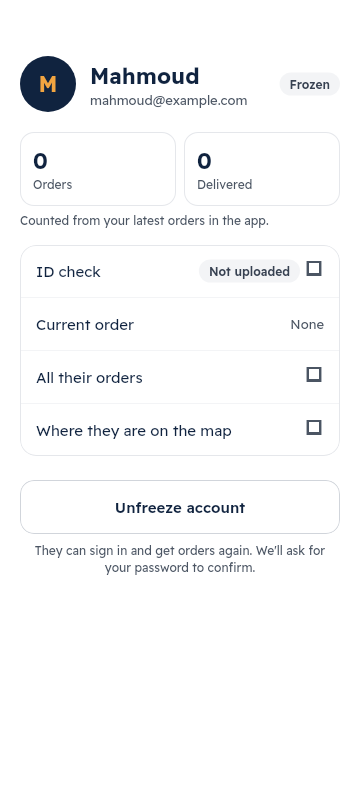 M
Mahmoud
mahmoud@example.com
Frozen
0
Orders
0
Delivered
Counted from your latest orders in the app.
ID check
Not uploaded
Current order
None
All their orders
Where they are on the map
Unfreeze account
They can sign in and get orders again. We'll ask for
your password to confirm.